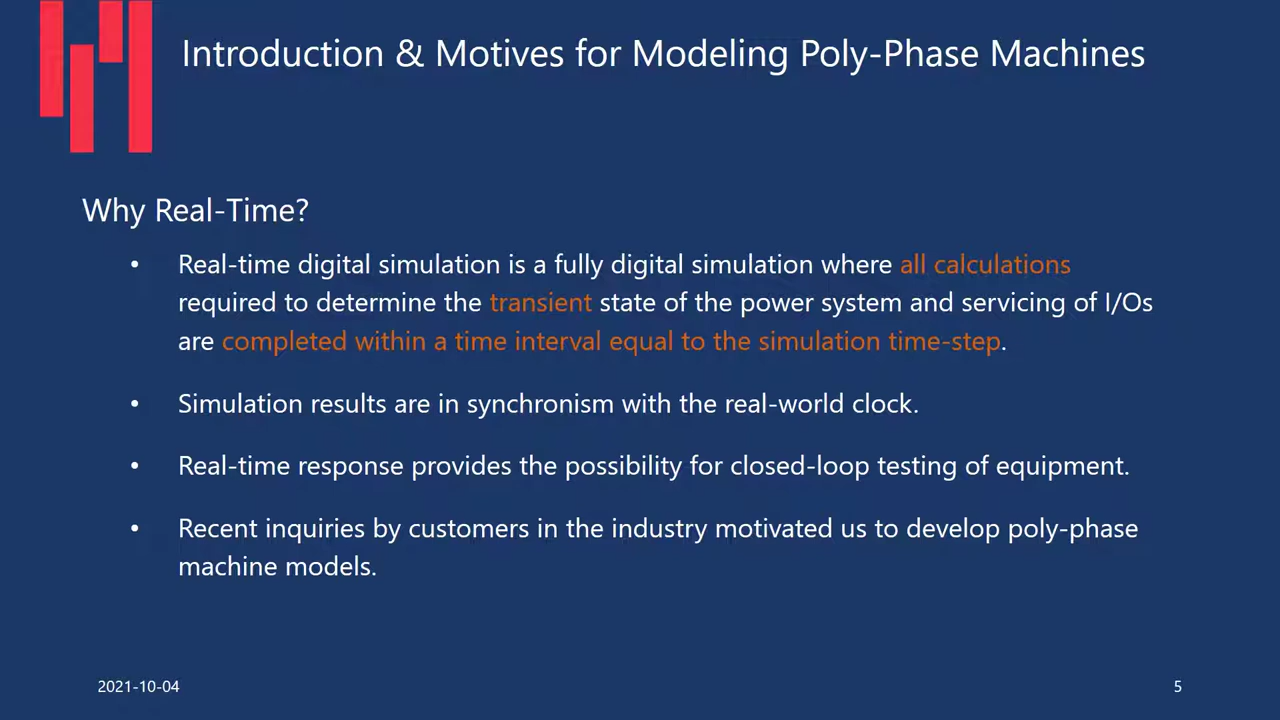 Introduction & Motives for Modeling Poly-Phase Machines
Why Real-Time?
• Real-time digital simulation is a fully digital simulation where all calculations
required to determine the transient state of the power system and servicing of I/Os
are completed within a time interval equal to the simulation time-step.
• Simulation results are in synchronism with the real-world clock.
• Real-time response provides the possibility for closed-loop testing of equipment.
• Recent inquiries by customers in the industry motivated us to develop poly-phase
machine models.
2021-10-04
5